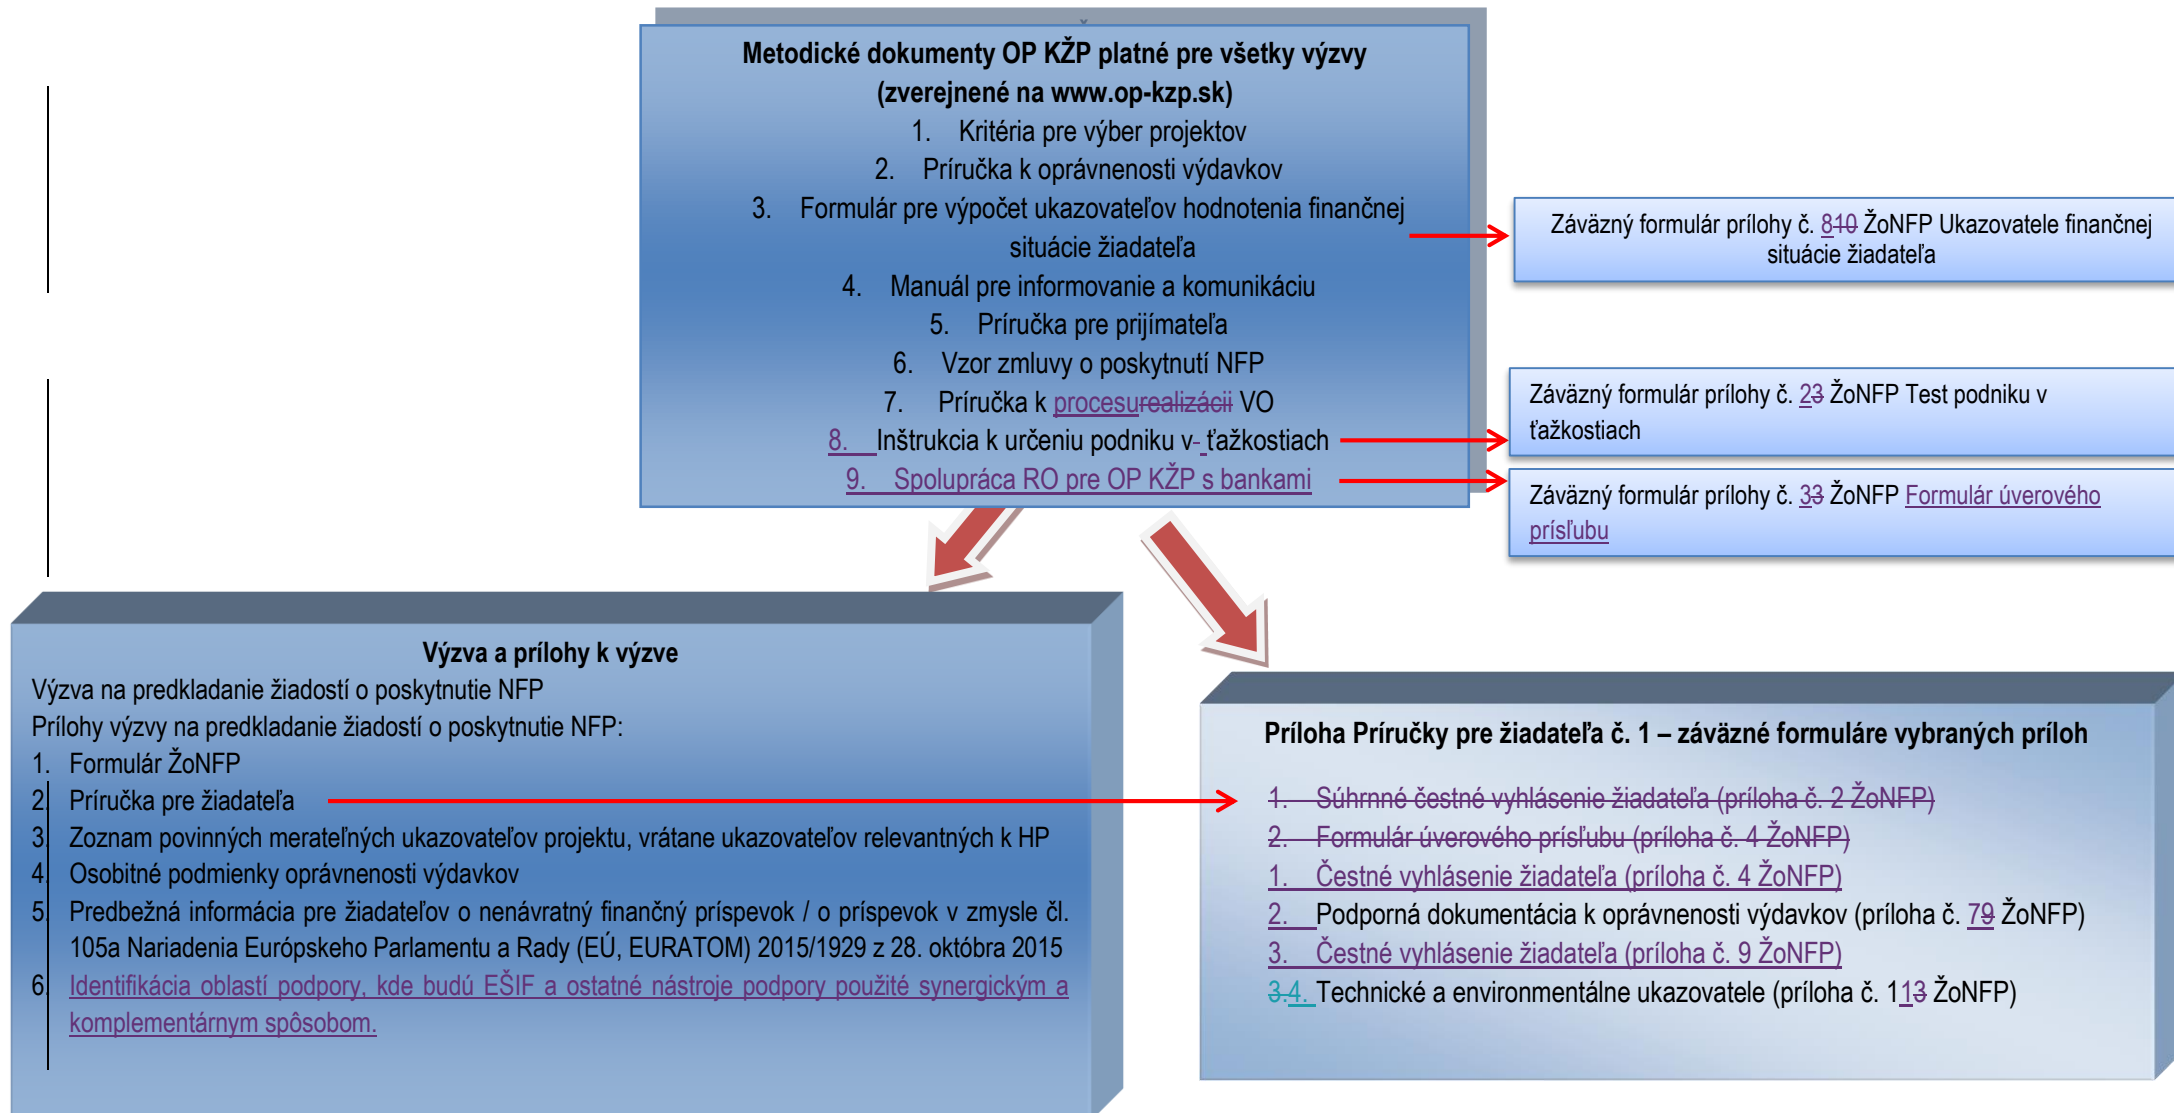 Metodické dokumenty OP KŽP platné pre všetky výzvy
(zverejnené na www.op-kzp.sk)
1. Kritéria pre výber projektov
2. Príručka k oprávnenosti výdavkov
3. Formulár pre výpočet ukazovateľov hodnotenia finančnej
situácie žiadateľa
4. Manuál pre informovanie a komunikáciu
5. Príručka pre prijímateľa
6. Vzor zmluvy o poskytnutí NFP
7. Príručka k procesurealizácii VO
8. Inštrukcia k určeniu podniku v- ťažkostiach
9. Spolupráca RO pre OP KŽP s bankami
Záväzný formulár prílohy č. 810 ŽoNFP Ukazovatele finančnej
situácie žiadateľa
Záväzný formulár prílohy č. 23 ŽoNFP Test podniku v
ťažkostiach
Záväzný formulár prílohy č. 33 ŽoNFP Formulár úverového
prísľubu
Výzva a prílohy k výzve
Výzva na predkladanie žiadostí o poskytnutie NFP
Prílohy výzvy na predkladanie žiadostí o poskytnutie NFP:
1. Formulár ŽoNFP
2. Príručka pre žiadateľa
3. Zoznam povinných merateľných ukazovateľov projektu, vrátane ukazovateľov relevantných k HP
4. Osobitné podmienky oprávnenosti výdavkov
5. Predbežná informácia pre žiadateľov o nenávratný finančný príspevok / o príspevok v zmysle čl.
105a Nariadenia Európskeho Parlamentu a Rady (EÚ, EURATOM) 2015/1929 z 28. októbra 2015
6. Identifikácia oblastí podpory, kde budú EŠIF a ostatné nástroje podpory použité synergickým a
komplementárnym spôsobom.
Príloha Príručky pre žiadateľa č. 1 – záväzné formuláre vybraných príloh
1. Súhrnné čestné vyhlásenie žiadateľa (príloha č. 2 ŽoNFP)
2. Formulár úverového prísľubu (príloha č. 4 ŽoNFP)
1. Čestné vyhlásenie žiadateľa (príloha č. 4 ŽoNFP)
2. Podporná dokumentácia k oprávnenosti výdavkov (príloha č. 79 ŽoNFP)
3. Čestné vyhlásenie žiadateľa (príloha č. 9 ŽoNFP)
3.4. Technické a environmentálne ukazovatele (príloha č. 113 ŽoNFP)